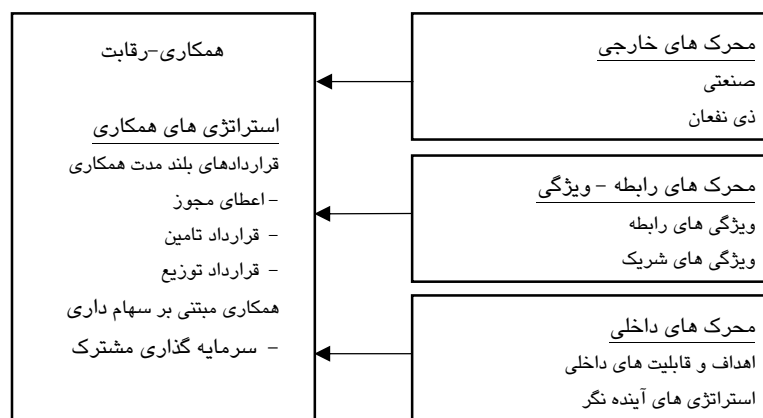 محرک های خارجی
صنعتی
ذی نفعان
محرک های رابطه – ویژگی
ویژگی های رابطه
ویژگی های شریک
محرک های داخلی
اهداف و قابلیت های داخلی
استراتژی های آینده نگر
همکاری-رقابت
استراتژی های همکاری
قراردادهای بلند مدت همکاری
- اعطای مجوز
- قرارداد تامین
- قرارداد توزیع
همکاری مبتنی بر سهام داری
- سرمایه گذاری مشترک